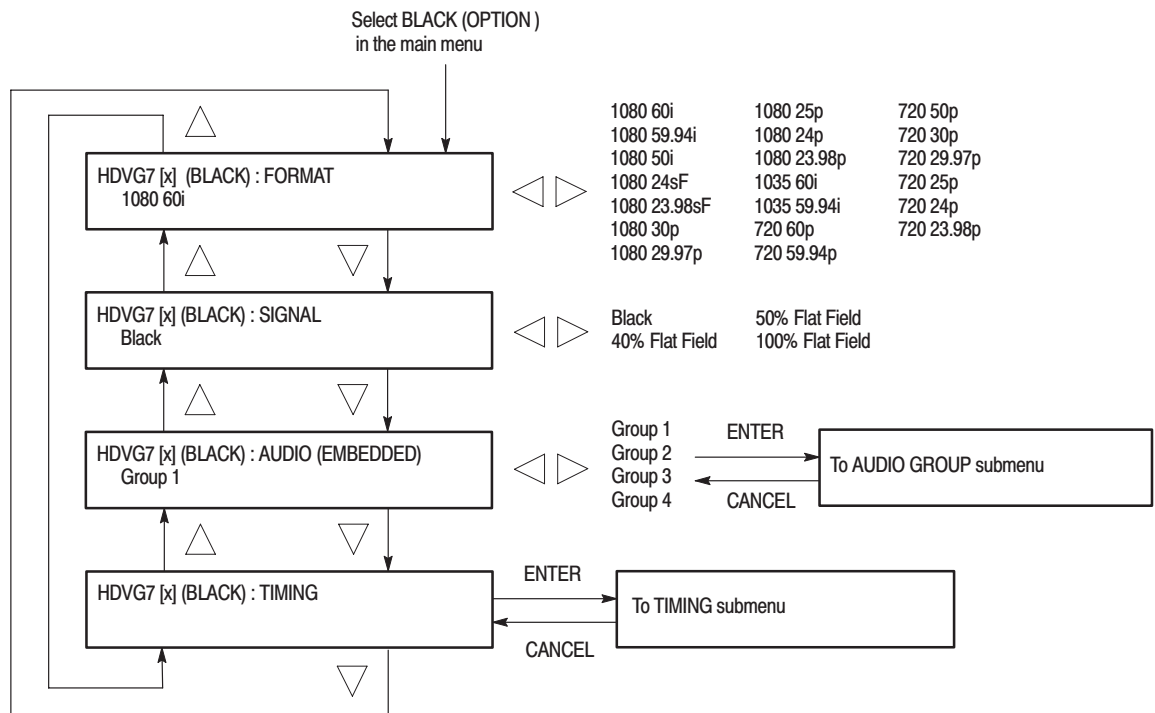 Select BLACK (OPTION )
in the main menu
HDVG7 [x] (BLACK) : FORMAT
1080 60i
1080 60i 1080 25p 720 50p
1080 59.94i 1080 24p 720 30p
1080 50i 1080 23.98p 720 29.97p
1080 24sF 1035 60i 720 25p
1080 23.98sF 1035 59.94i 720 24p
1080 30p 720 60p 720 23.98p
1080 29.97p 720 59.94p
HDVG7 [x] (BLACK) : SIGNAL
Black
Black 50% Flat Field
40% Flat Field 100% Flat Field
HDVG7 [x] (BLACK) : AUDIO (EMBEDDED)
Group 1
Group 1
Group 2
Group 3
Group 4
ENTER
CANCEL
To AUDIO GROUP submenu
HDVG7 [x] (BLACK) : TIMING
ENTER
CANCEL
To TIMING submenu